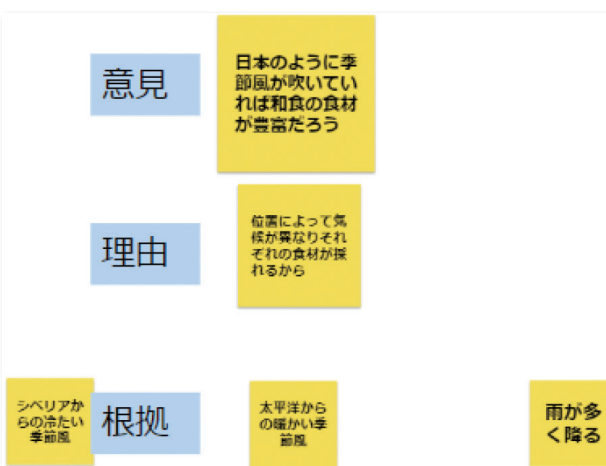 意見
日本のように季
節風が吹いてい
れば和食の食材
が豊富だろう
理由
位置によって気
候が異なりそれ
ぞれの食材が採
れるから
シベリアか
らの冷たい
季節風
根拠
太平洋から
の暖かい季
節風
雨が多
く降る